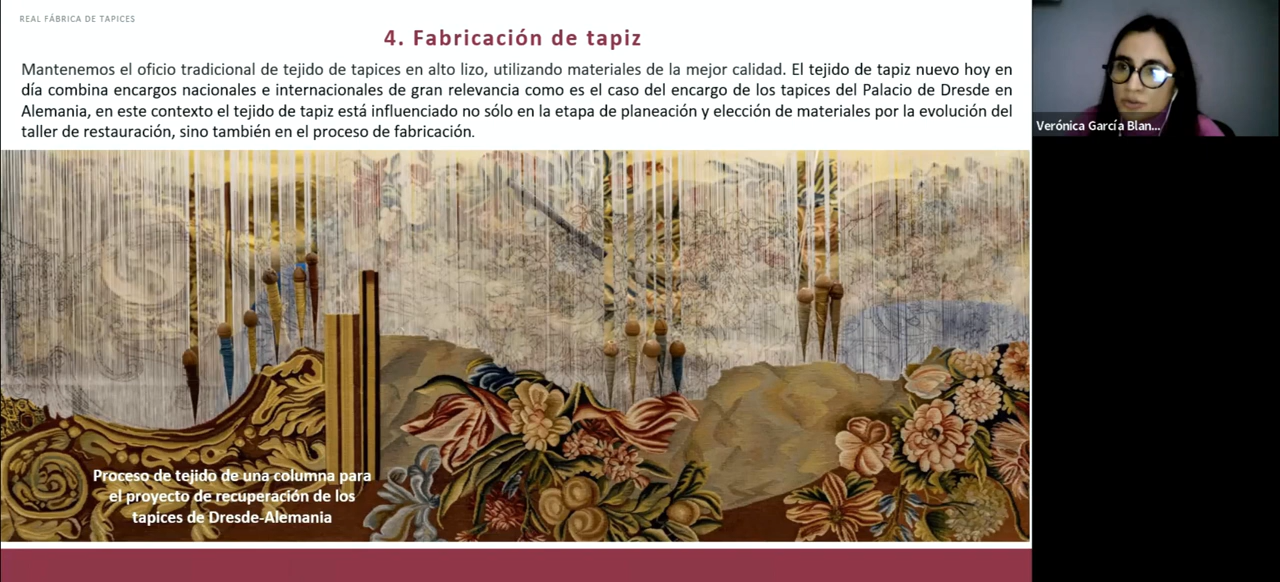 REAL FÁBRICA DE TAPICES
4. Fabricación de tapiz
Mantenemos el oficio tradicional de tejido de tapices en alto lizo, utilizando materiales de la mejor calidad. El tejido de tapiz nuevo hoy en
día combina encargos nacionales e internacionales de gran relevancia como es el caso del encargo de los tapices del Palacio de Dresde en
Alemania, en este contexto el tejido de tapiz está influenciado no sólo en la etapa de planeación y elección de materiales por la evolución del
taller de restauración, sino también en el proceso de fabricación.
Verónica García Blan...
Proceso de tejido de una columna para
el proyecto de recuperación de los
tapices de Dresde-Alemania